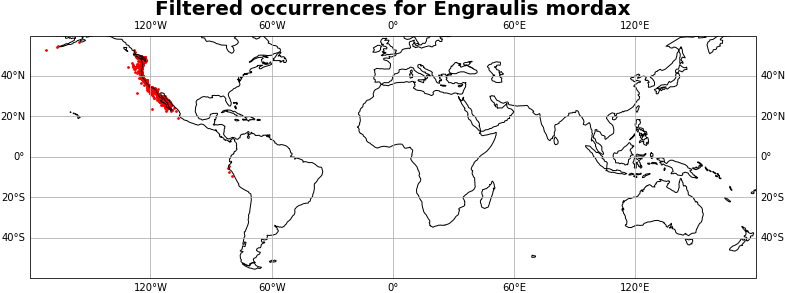 Filtered occurrences for Engraulis mordax
120°W 60°W 0° 60°E 120°E
40°N 40°N
20°N 20°N
0° 0°
20°S 20°S
40°S 40°S
120°W 60°W 0° 60°E 120°E